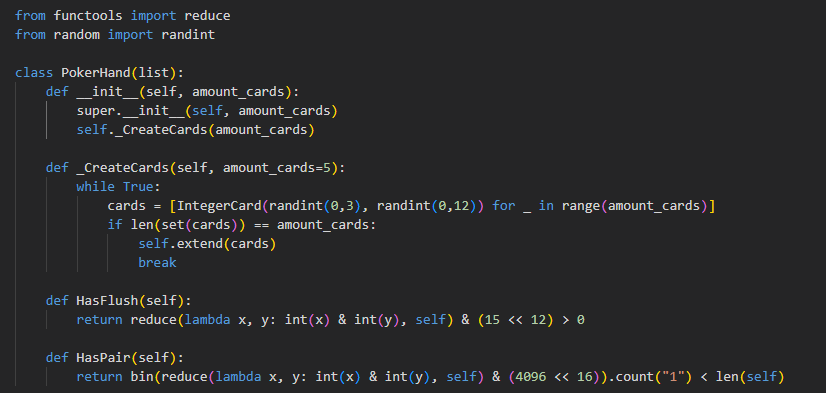 from functools import reduce
from random import randint
class PokerHand(list):
def __init__(self, amount_cards):
super.__init__(self, amount_cards)
self._CreateCards(amount_cards)
def _CreateCards(self, amount_cards=5):
while True:
cards = [IntegerCard(randint(0,3), randint(0,12)) for _ in range(amount_cards)]
if len(set(cards)) == amount_cards:
self.extend(cards)
break
def HasFlush(self):
return reduce(lambda x, y: int(x) & int(y), self) & (15 << 12) > 0
def HasPair(self):
return bin(reduce(lambda x, y: int(x) & int(y), self) & (4096 << 16)).count("1") < len(self)